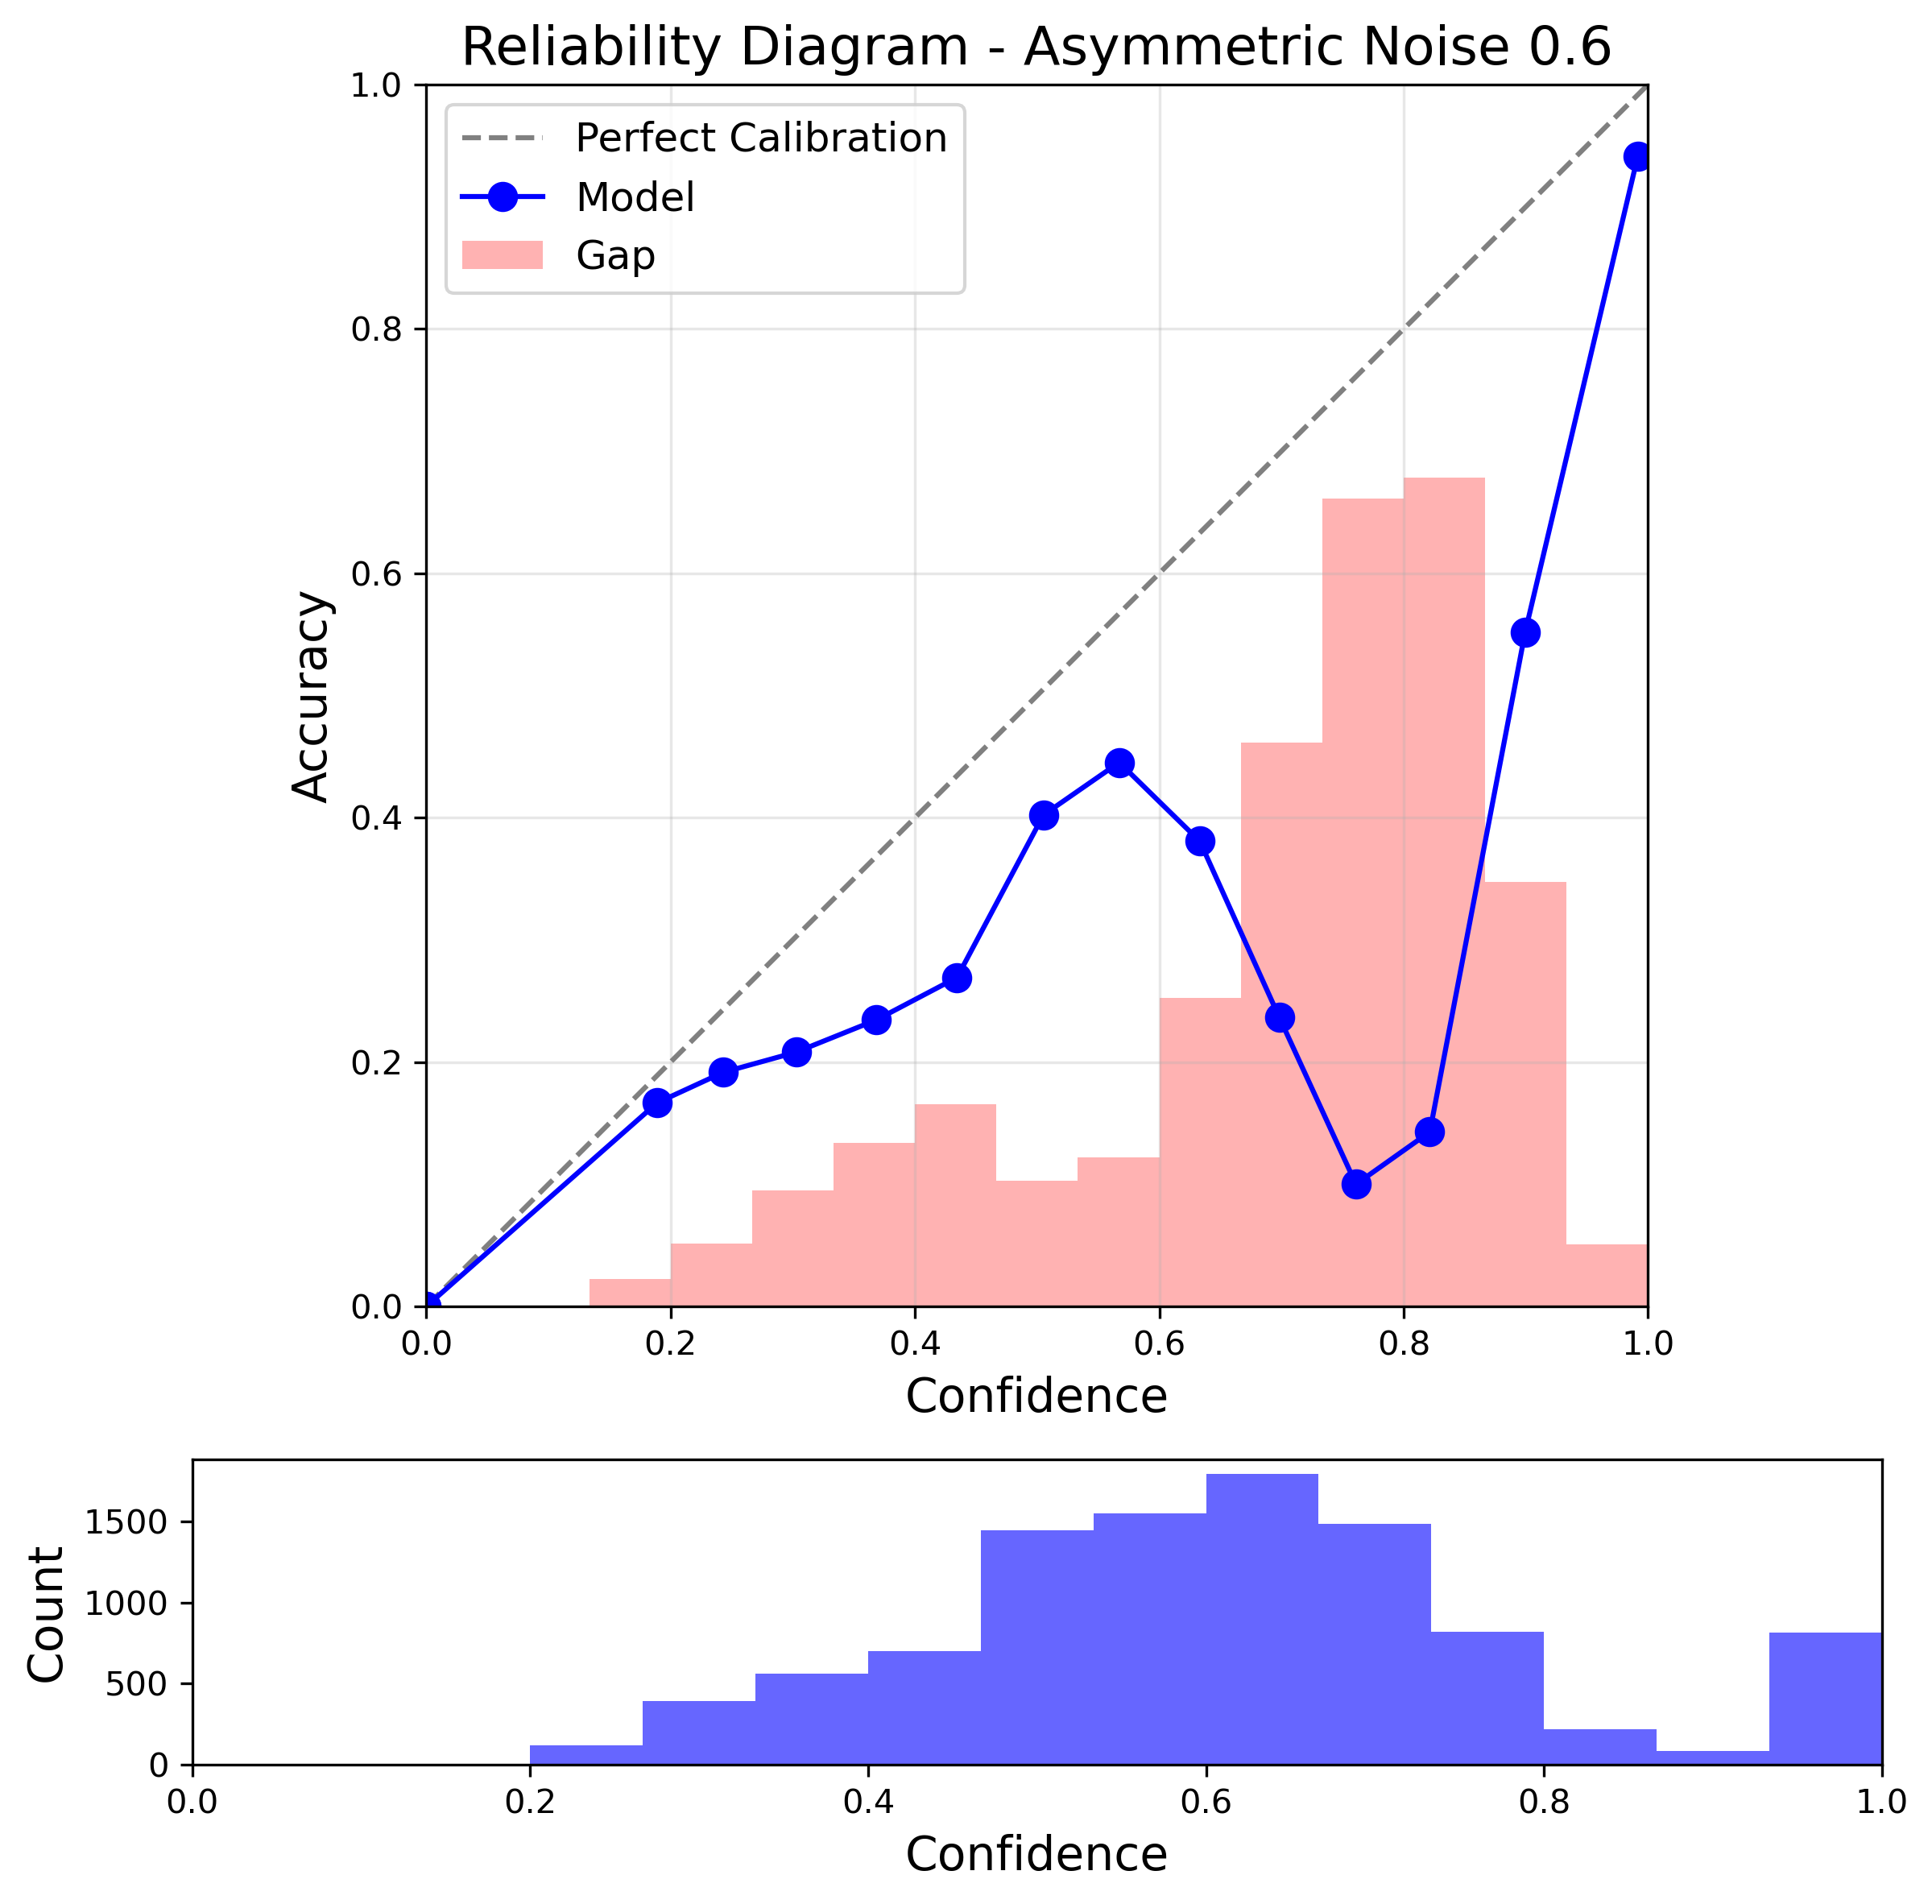 Reliability Diagram - Asymmetric Noise 0.6
1.0
0.8
0.6
0.4
0.2
0.0
Accuracy
Perfect Calibration
Model
Gap
0.0 0.2 0.4 0.6 0.8 1.0
Confidence
1500
1000
500
0
Count
0.0 0.2 0.4 0.6 0.8 1.0
Confidence